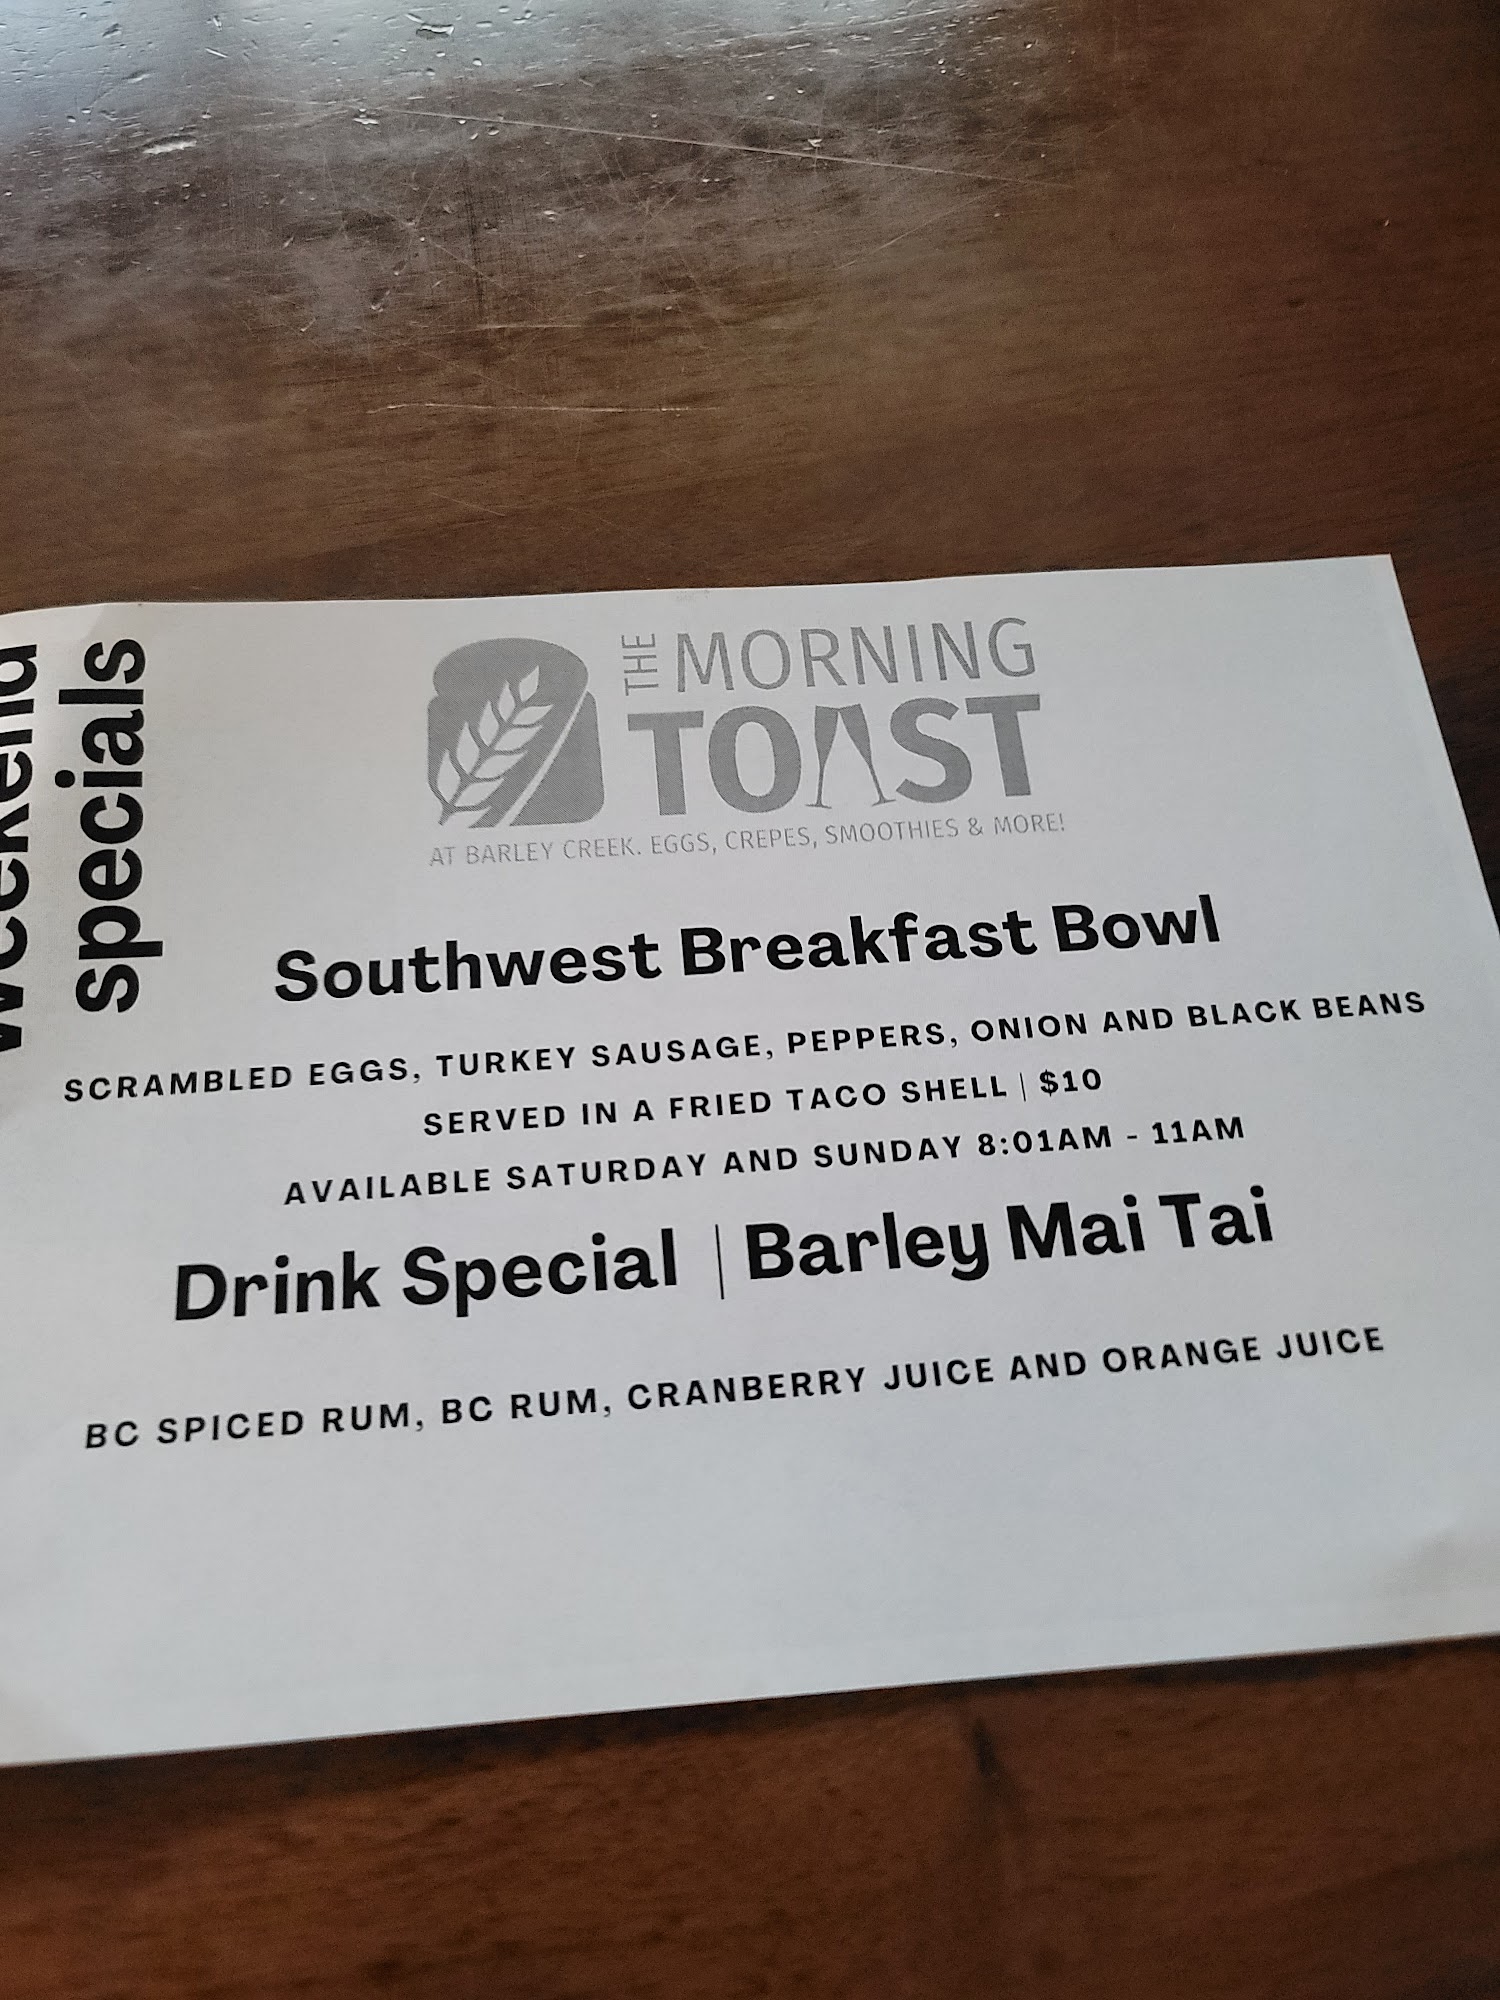 weekend
specials
THE MORNING
TOAST
AT BARLEY CREEK. EGGS, CREPES, SMOOTHIES & MORE!
Southwest Breakfast Bowl
SCRAMBLED EGGS, TURKEY SAUSAGE, PEPPERS, ONION AND BLACK BEANS
SERVED IN A FRIED TACO SHELL | $10
AVAILABLE SATURDAY AND SUNDAY 8:01AM - 11AM
Drink Special | Barley Mai Tai
BC SPICED RUM, BC RUM, CRANBERRY JUICE AND ORANGE JUICE